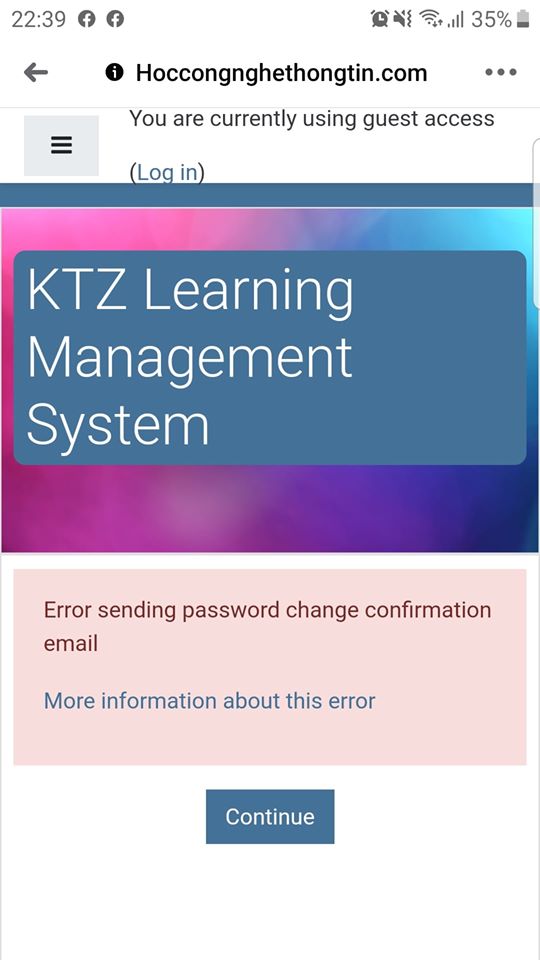 22:39 35%
Hoccongnghethongtin.com
You are currently using guest access
(Log in)
KTZ Learning
Management
System
Error sending password change confirmation
email
More information about this error
Continue